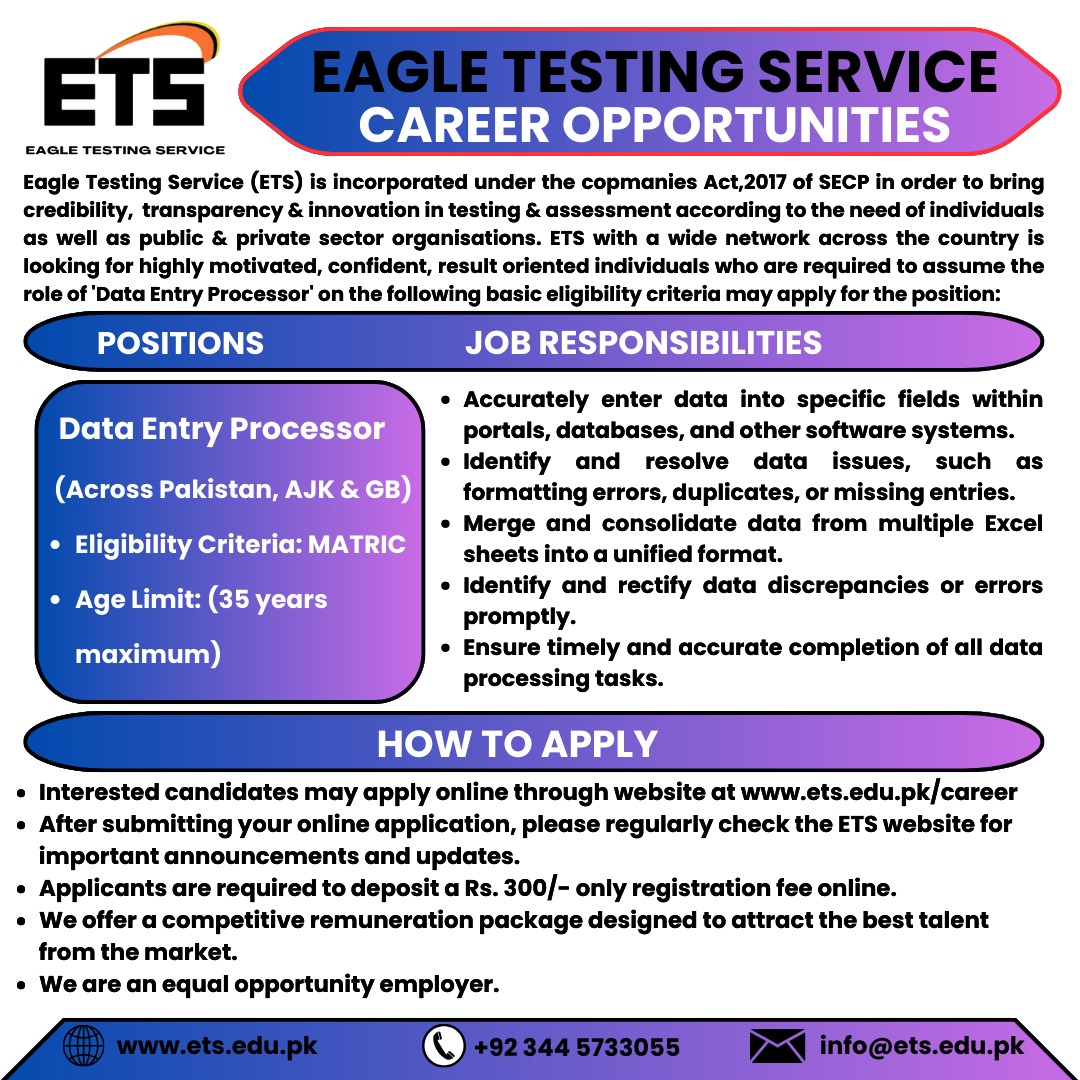 ETS
EAGLE TESTING SERVICE
EAGLE TESTING SERVICE
CAREER OPPORTUNITIES
Eagle Testing Service (ETS) is incorporated under the copmanies Act,2017 of SECP in order to bring
credibility, transparency & innovation in testing & assessment according to the need of individuals
as well as public & private sector organisations. ETS with a wide network across the country is
looking for highly motivated, confident, result oriented individuals who are required to assume the
role of 'Data Entry Processor' on the following basic eligibility criteria may apply for the position:
POSITIONS
Data Entry Processor
(Across Pakistan, AJK & GB)
• Eligibility Criteria: MATRIC
• Age Limit: (35 years
maximum)
JOB RESPONSIBILITIES
• Accurately enter data into specific fields within
portals, databases, and other software systems.
• Identify and resolve data issues, such as
formatting errors, duplicates, or missing entries.
• Merge and consolidate data from multiple Excel
sheets into a unified format.
• Identify and rectify data discrepancies or errors
promptly.
• Ensure timely and accurate completion of all data
processing tasks.
HOW TO APPLY
• Interested candidates may apply online through website at www.ets.edu.pk/career
• After submitting your online application, please regularly check the ETS website for
important announcements and updates.
• Applicants are required to deposit a Rs. 300/- only registration fee online.
• We offer a competitive remuneration package designed to attract the best talent
from the market.
• We are an equal opportunity employer.
www.ets.edu.pk
+92 344 5733055
info@ets.edu.pk